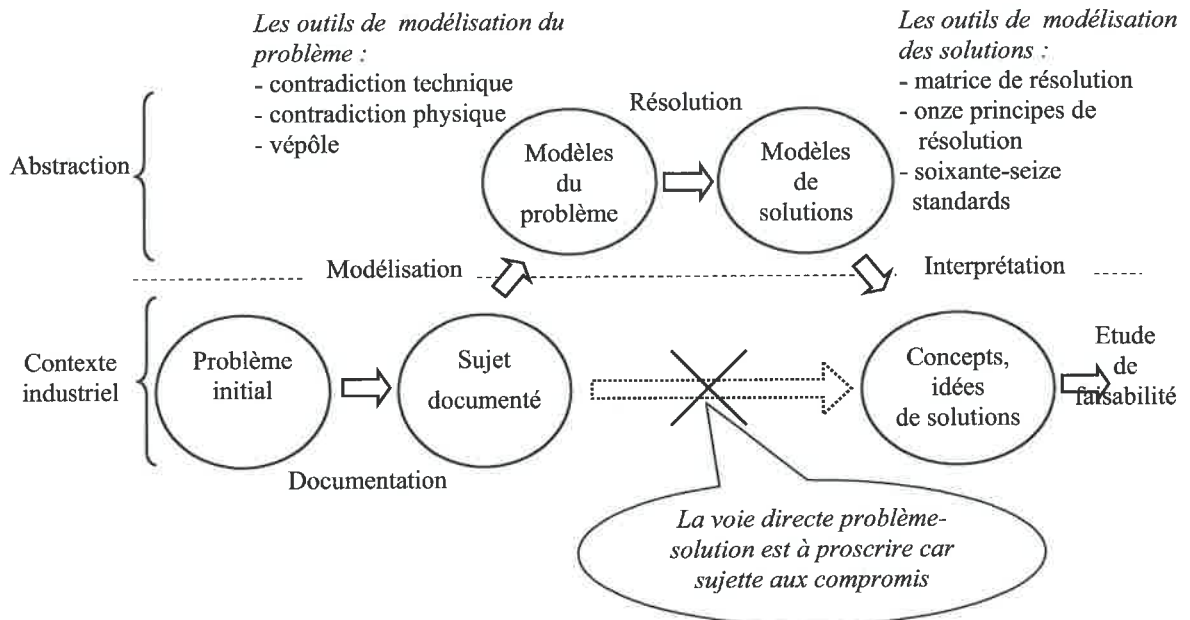 Les outils de modélisation du
problème :
- contradiction technique
- contradiction physique
- vépôle
Les outils de modélisation
des solutions :
- matrice de résolution
- onze principes de
résolution
- soixante-seize
standards
Abstraction
Résolution
Modèles
du
problème
Modèles
de
solutions
Modélisation
Interprétation
Contexte
industriel
Problème
initial
Sujet
documenté
Concepts,
idées
de solutions
Etude
de
faisabilité
Documentation
La voie directe problème-
solution est à proscrire car
sujette aux compromis